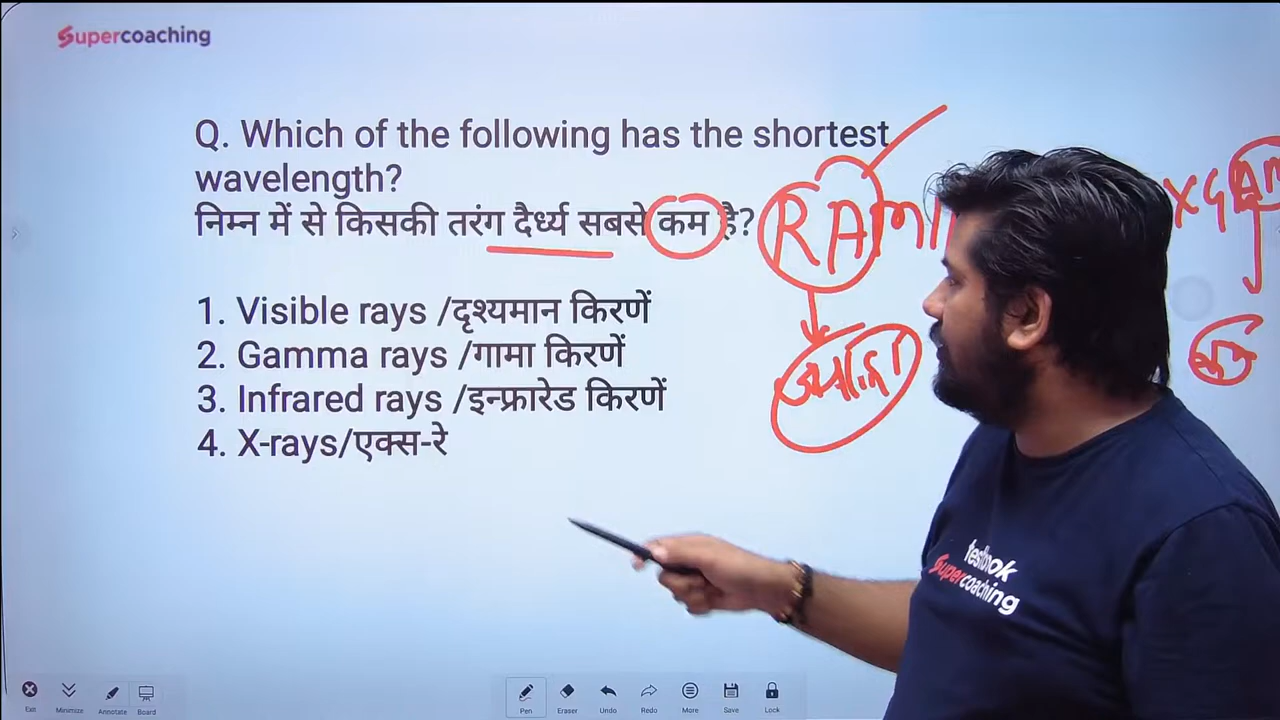 Supercoaching
Q. Which of the following has the shortest
wavelength?
निम्न में से किसकी तरंग दैर्ध्य सबसे कम है?
1. Visible rays /दृश्यमान किरणें
2. Gamma rays /गामा किरणें
3. Infrared rays /इन्फ्रारेड किरणें
4. X-rays/एक्स-रे
RAM
XG
testbook
Supercoaching
Exit
Minimize
Annotate
Board
Pen
Eraser
Undo
Redo
More
Save
Lock